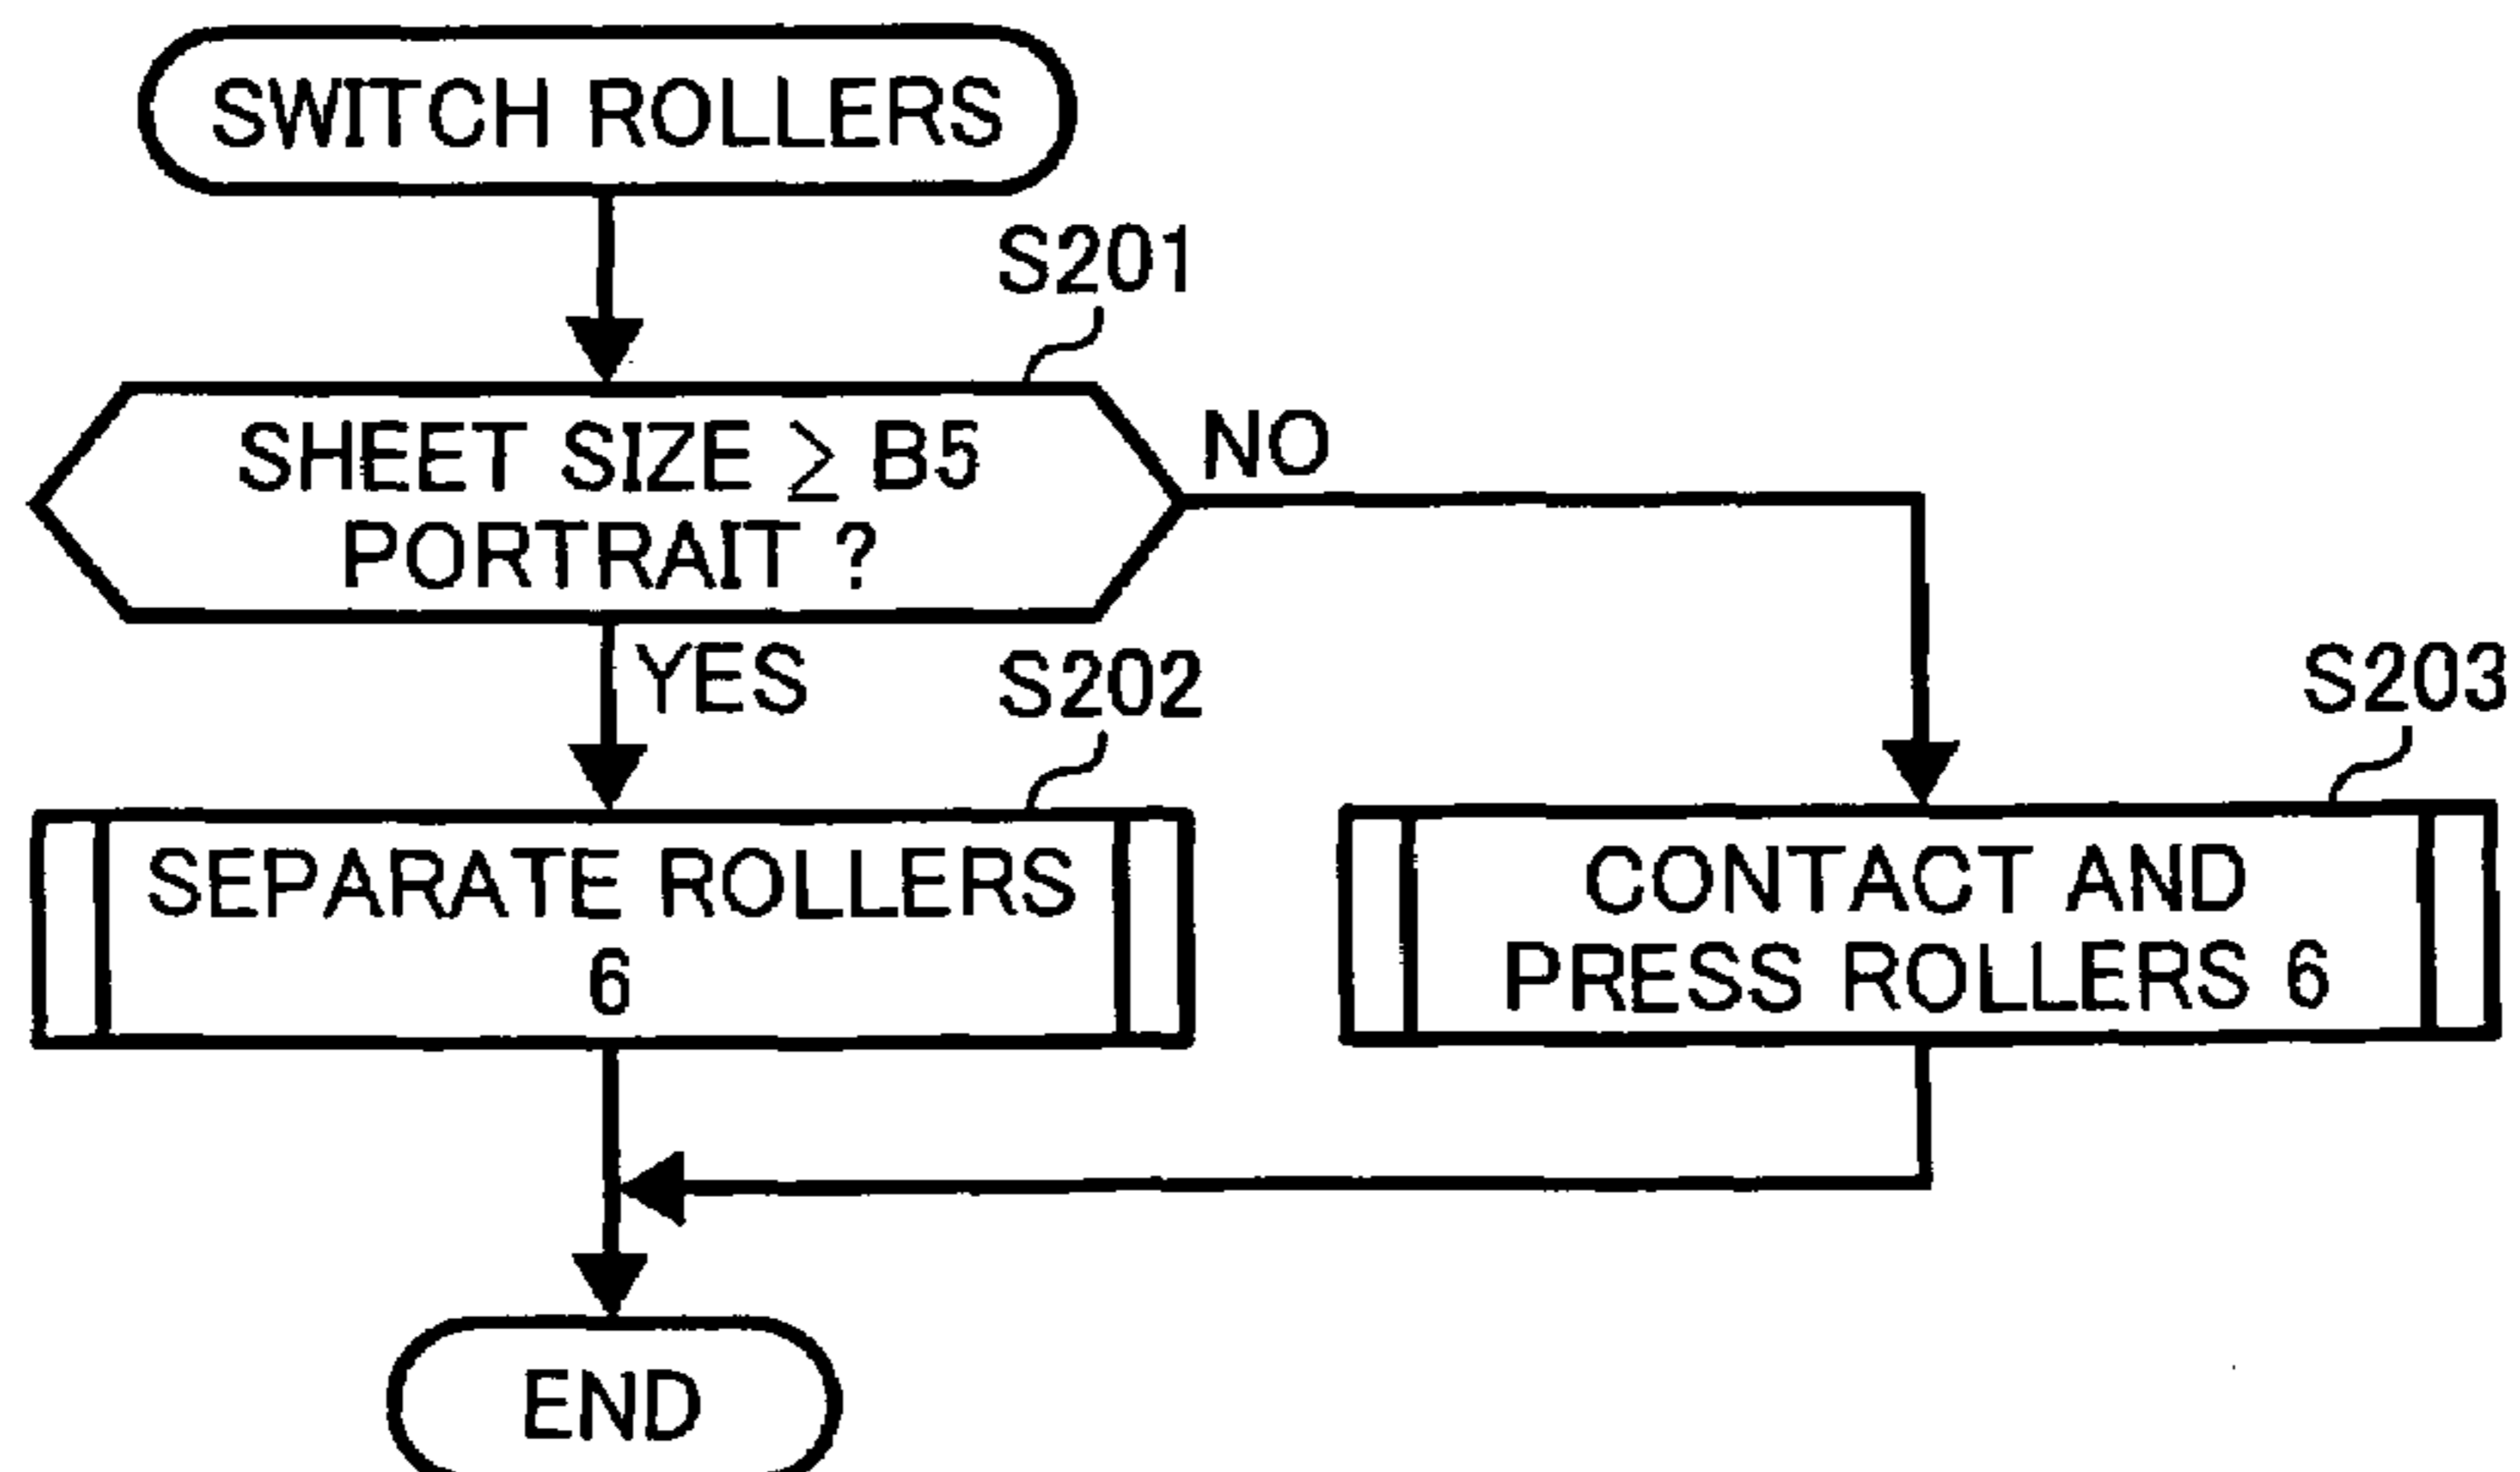 SWITCH ROLLERS
S201
SHEET SIZE ≥ B5
PORTRAIT ?
NO
YES
S202
S203
SEPARATE ROLLERS
6
CONTACT AND
PRESS ROLLERS 6
END